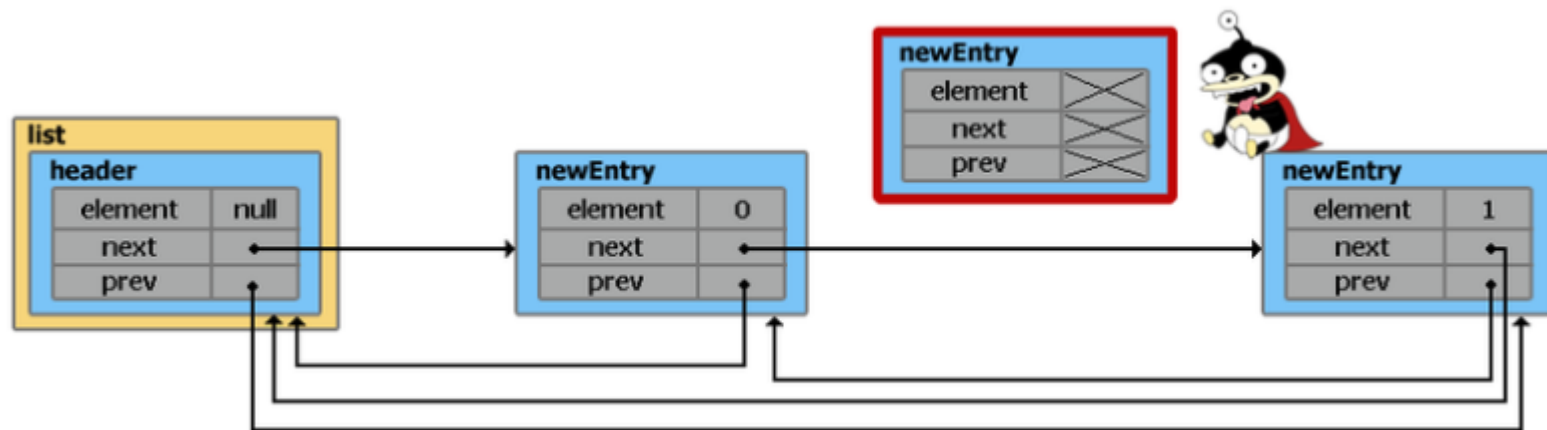 newEntry
element
next
prev
list
header
element null
next
prev
newEntry
element 0
next
prev
newEntry
element 1
next
prev